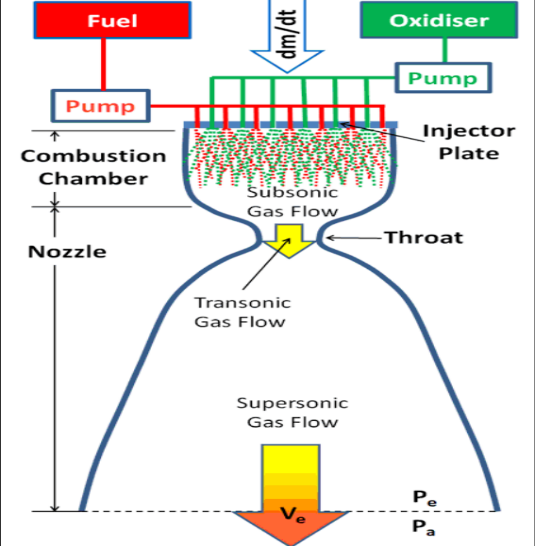 Fuel
dm/dt
Oxidiser
Pump
Pump
Injector
Plate
Combustion
Chamber
Subsonic
Gas Flow
Throat
Nozzle
Transonic
Gas Flow
Supersonic
Gas Flow
Ve
Pe
Pa